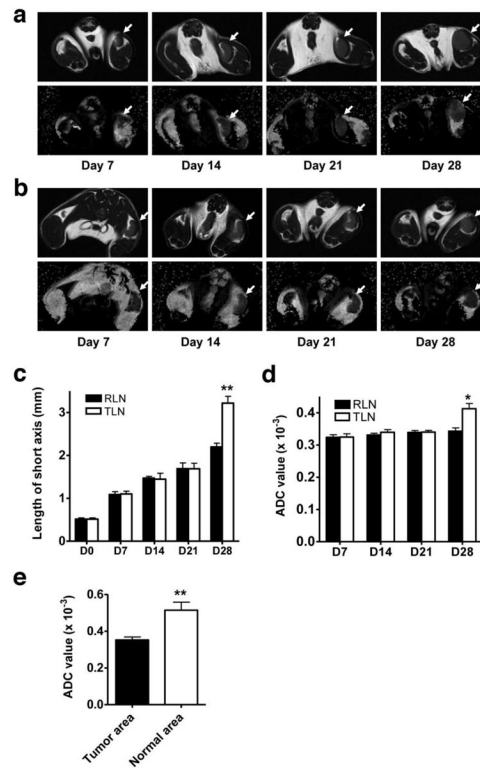 a
Day 7 Day 14 Day 21 Day 28
b
Day 7 Day 14 Day 21 Day 28
c
Length of short axis (mm)
RLN
TLN
**
3
2
1
0
D0 D7 D14 D21 D28
d
ADC value (x 10⁻³)
RLN
TLN
*
0.4
0.3
0.2
0.1
0.0
D7 D14 D21 D28
e
ADC value (x 10⁻³)
**
0.6
0.4
0.2
0.0
Tumor area Normal area